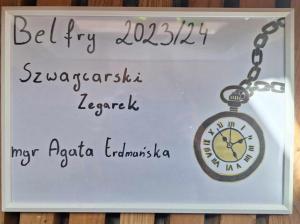 Belfry 2023/24
Szwajcarski
Zegarek
mgr Agata Erdmańska